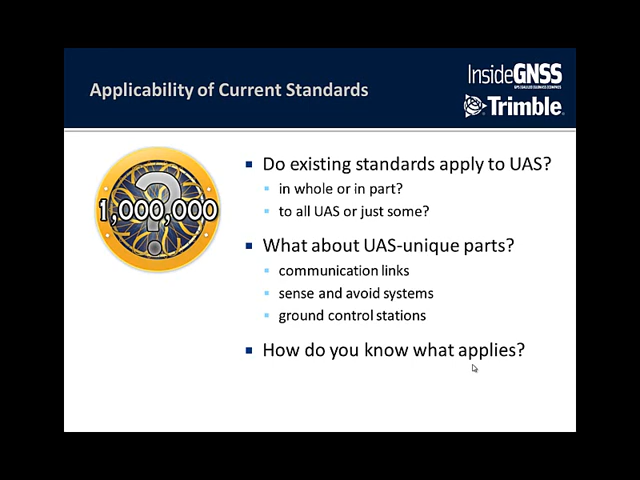 Applicability of Current Standards
InsideGNSS
Trimble
?
1,000,000
Do existing standards apply to UAS?
in whole or in part?
to all UAS or just some?
What about UAS-unique parts?
communication links
sense and avoid systems
ground control stations
How do you know what applies?